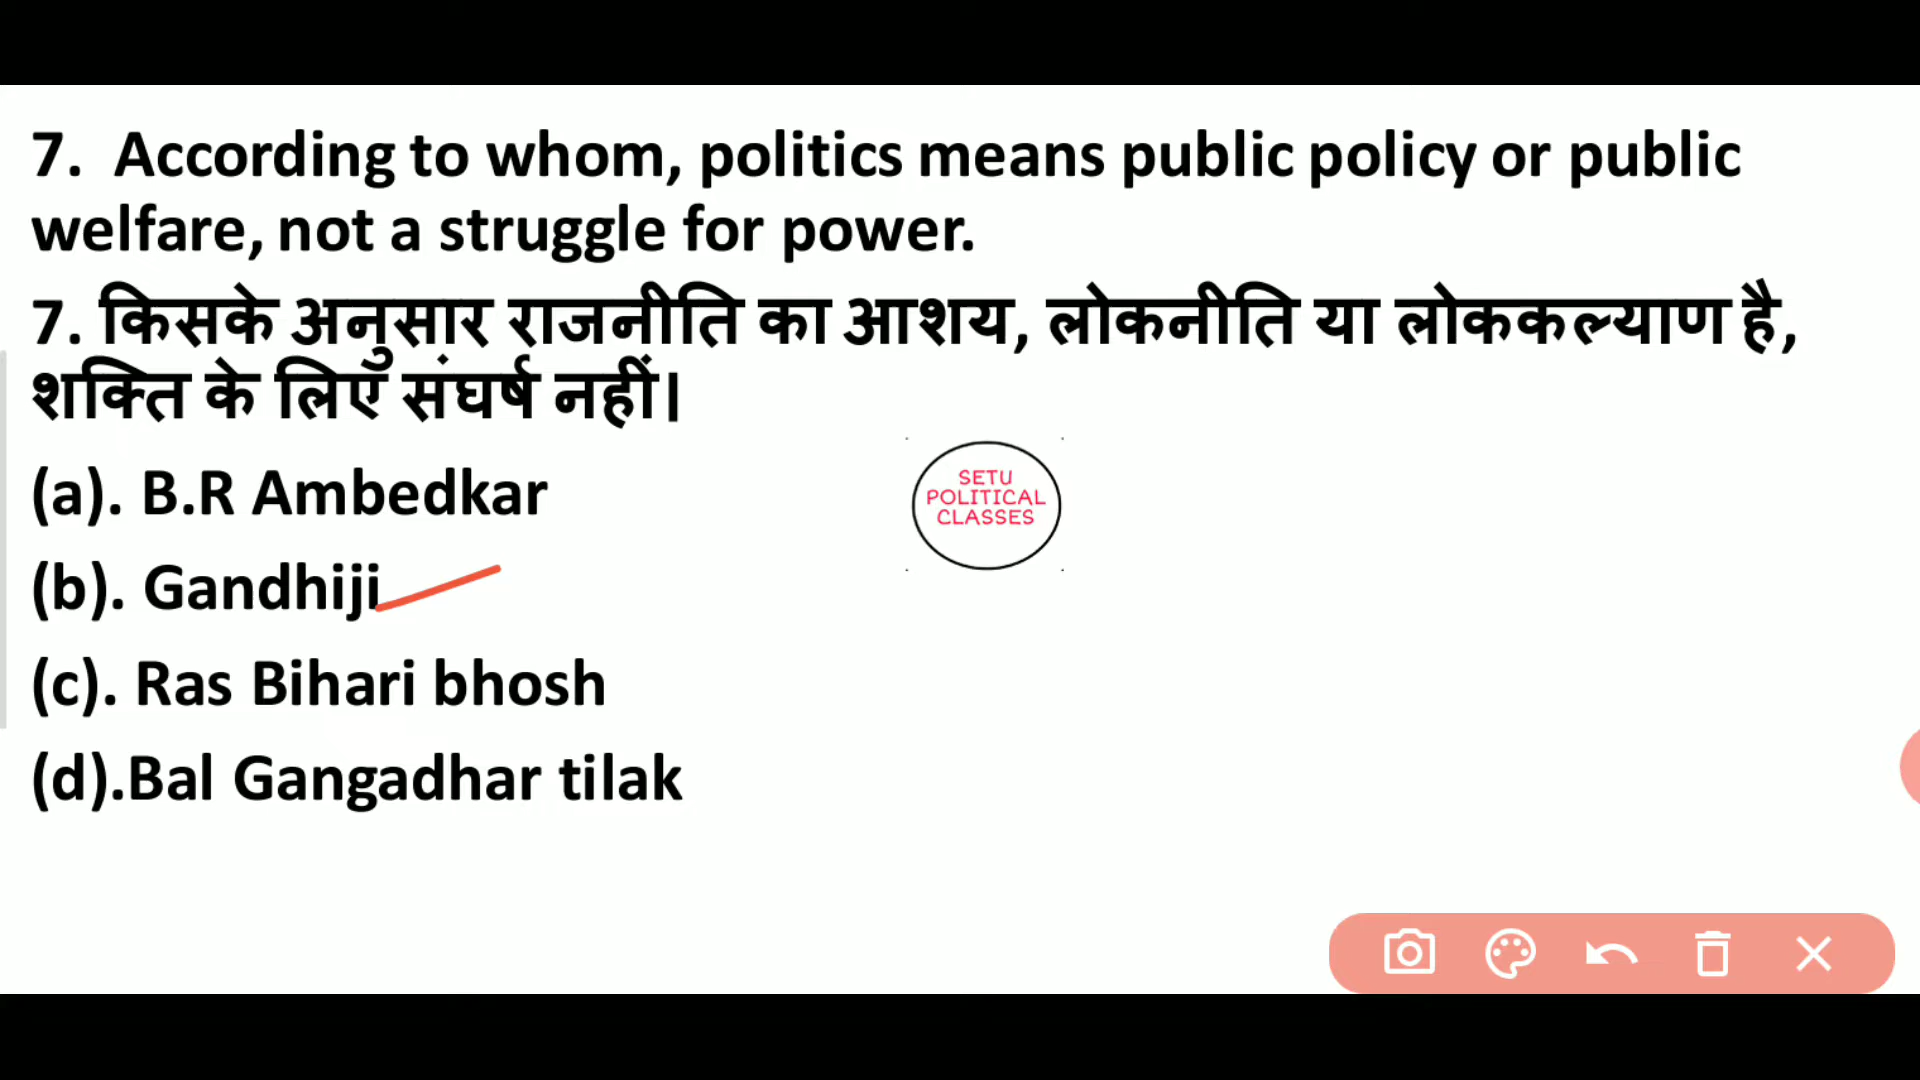 7. According to whom, politics means public policy or public
welfare, not a struggle for power.
7. किसके अनुसार राजनीति का आशय, लोकनीति या लोककल्याण है,
शक्ति के लिए संघर्ष नहीं।
(a). B.R Ambedkar
SETU
POLITICAL
CLASSES
(b). Gandhiji
(c). Ras Bihari bhosh
(d).Bal Gangadhar tilak